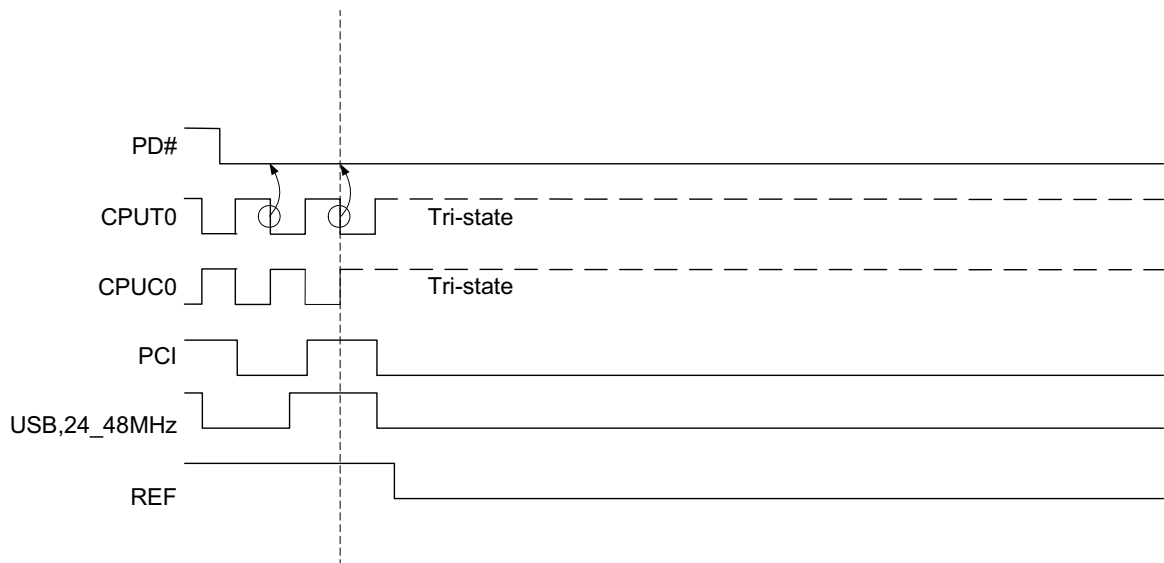 PD#
CPUT0
Tri-state
CPUC0
Tri-state
PCI
USB,24_48MHz
REF